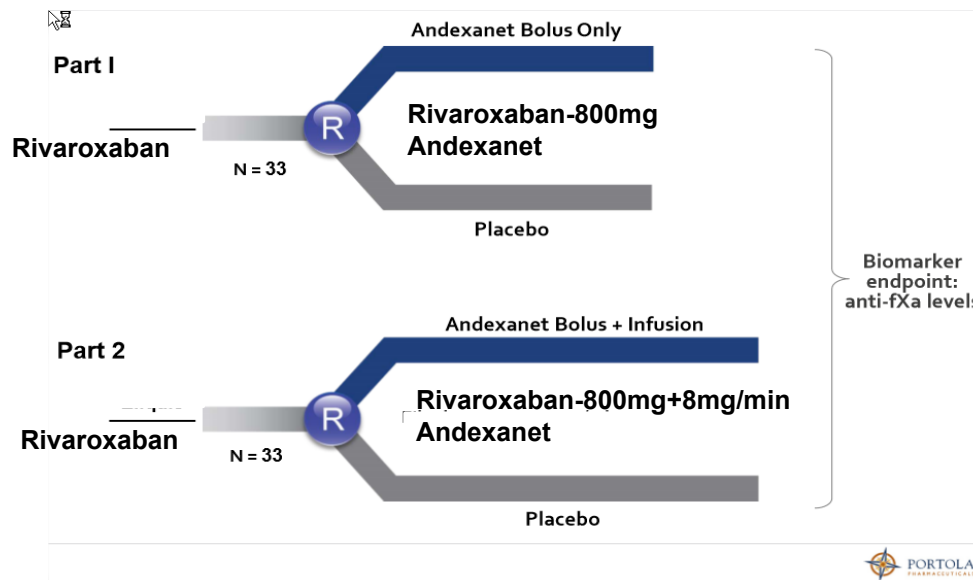 Andexanet Bolus Only
Part I
R
Rivaroxaban-800mg
Andexanet
Rivaroxaban
N = 33
Placebo
Biomarker
endpoint:
anti-fXa levels
Andexanet Bolus + Infusion
Part 2
R
Rivaroxaban-800mg+8mg/min
Andexanet
Rivaroxaban
N = 33
Placebo
PORTOLA
PHARMACEUTICALS